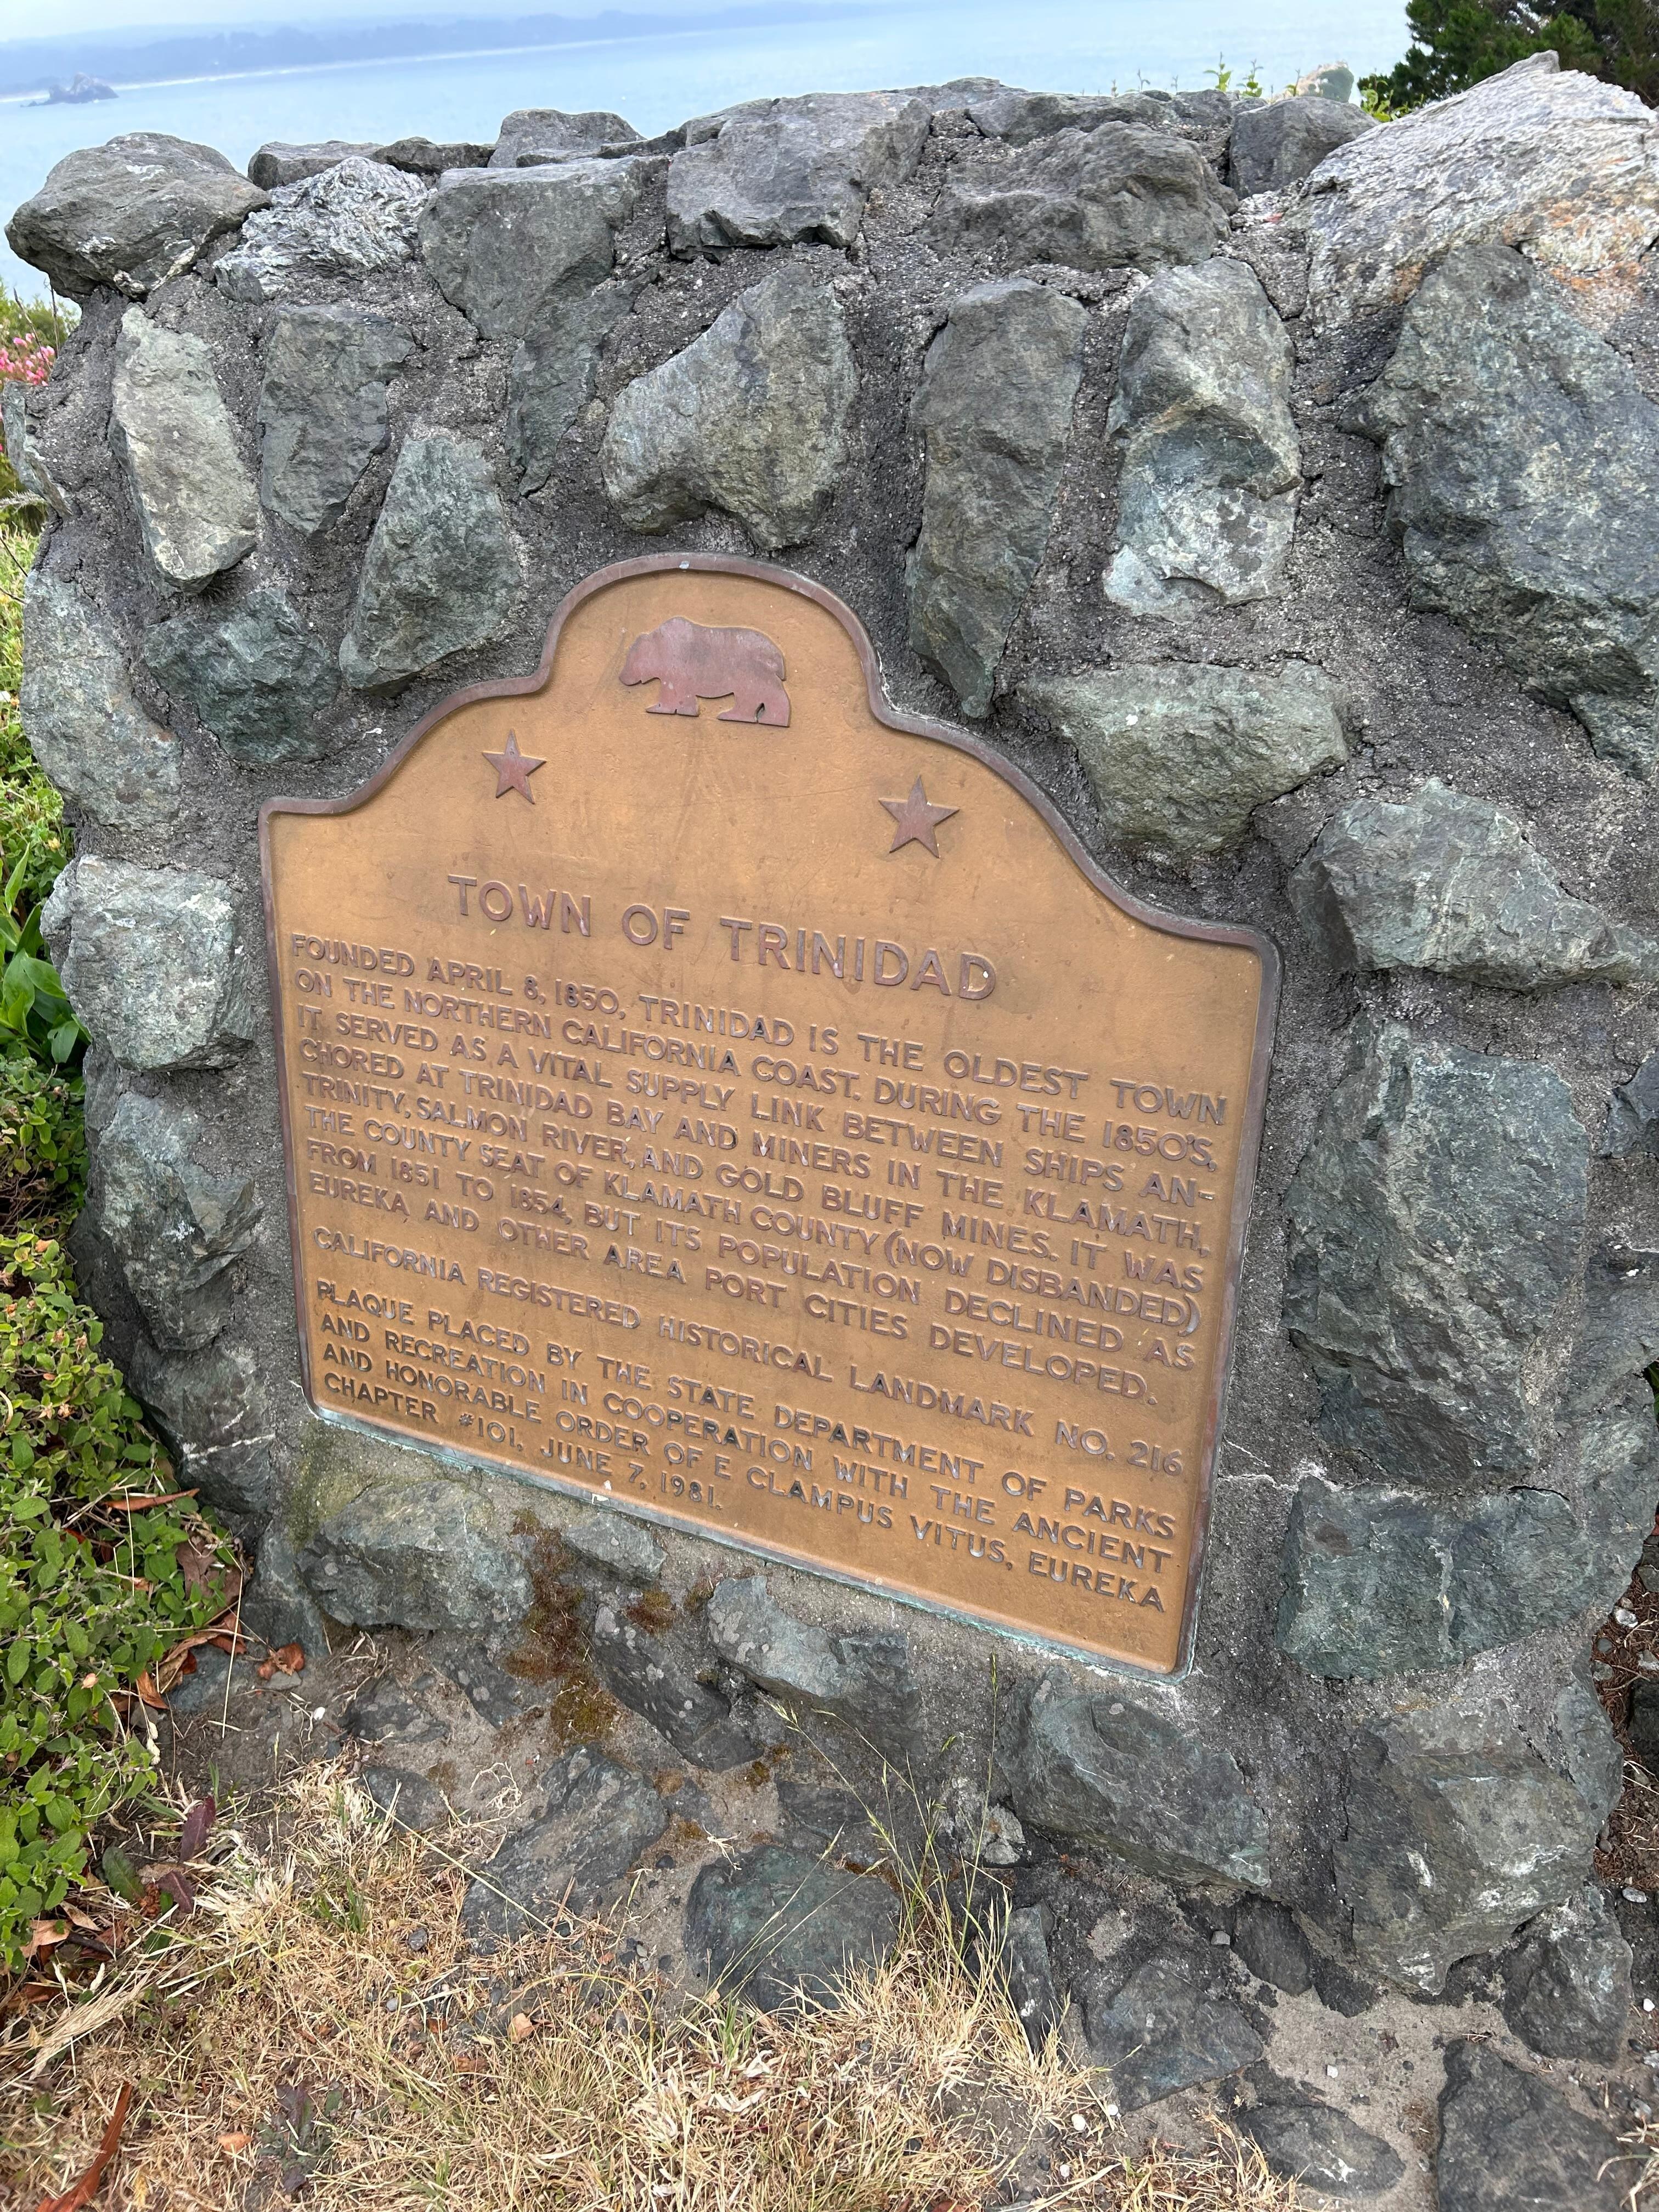 TOWN OF TRINIDAD
FOUNDED APRIL 8, 1850, TRINIDAD IS THE OLDEST TOWN
ON THE NORTHERN CALIFORNIA COAST. DURING THE 1850'S,
IT SERVED AS A VITAL SUPPLY LINK BETWEEN SHIPS AN-
CHORED AT TRINIDAD BAY AND MINERS IN THE KLAMATH,
TRINITY, SALMON RIVER, AND GOLD BLUFF MINES. IT WAS
THE COUNTY SEAT OF KLAMATH COUNTY (NOW DISBANDED)
FROM 1851 TO 1854, BUT ITS POPULATION DECLINED AS
EUREKA AND OTHER AREA PORT CITIES DEVELOPED.
CALIFORNIA REGISTERED HISTORICAL LANDMARK NO. 216
PLAQUE PLACED BY THE STATE DEPARTMENT OF PARKS
AND RECREATION IN COOPERATION WITH THE ANCIENT
AND HONORABLE ORDER OF E CLAMPUS VITUS, EUREKA
CHAPTER #101, JUNE 7, 1981.